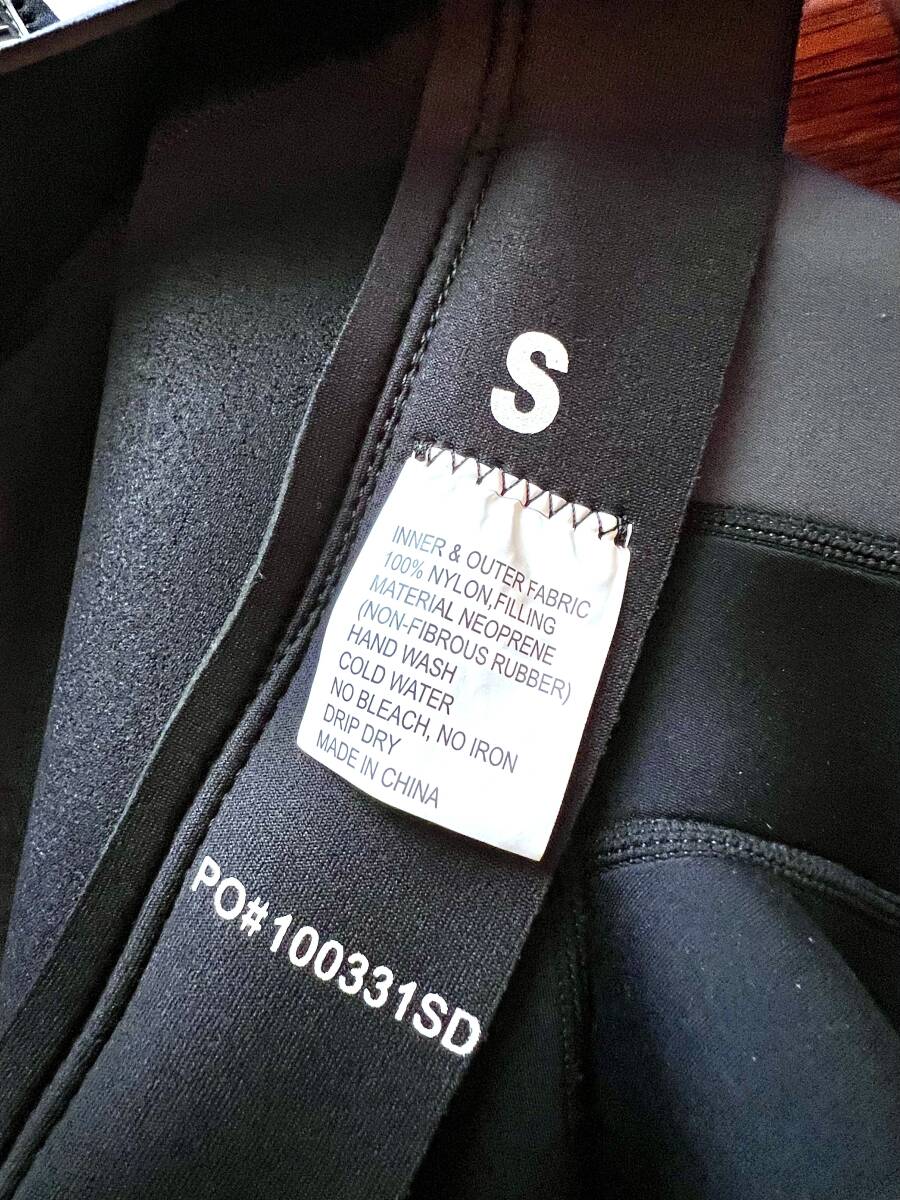 S
INNER & OUTER FABRIC
100% NYLON,FILLING
MATERIAL NEOPRENE
(NON-FIBROUS RUBBER)
HAND WASH
COLD WATER
NO BLEACH, NO IRON
DRIP DRY
MADE IN CHINA
PO#100331SD